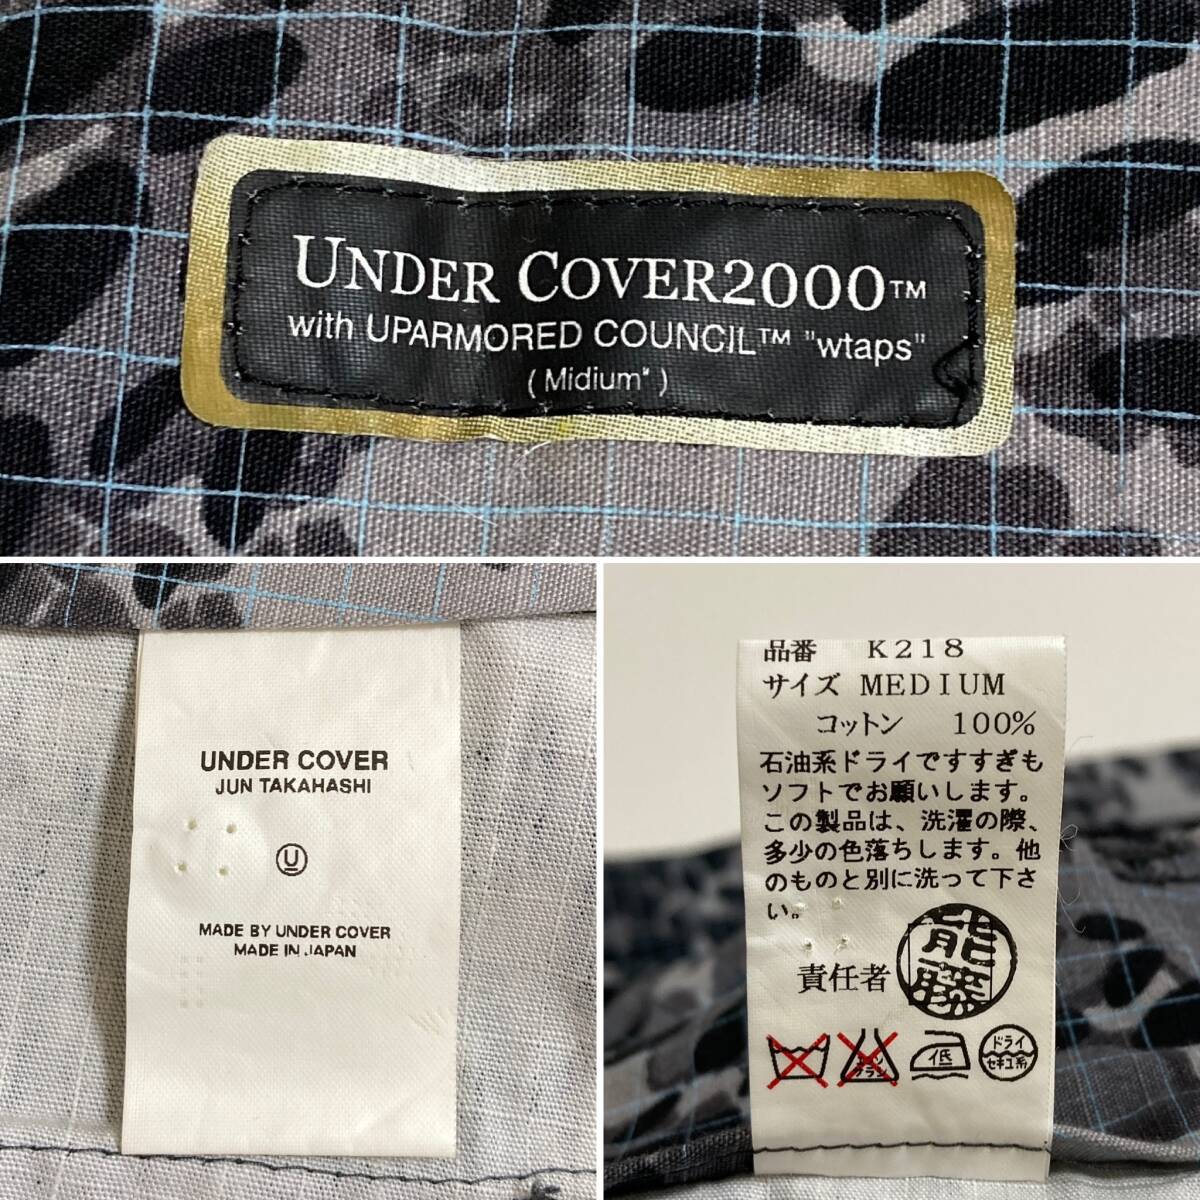 UNDER COVER2000™
with UPARMORED COUNCIL™ "wtaps"
( Midium" )
UNDER COVER
JUN TAKAHASHI
U
MADE BY UNDER COVER
MADE IN JAPAN
品番 K218
サイズ MEDIUM
コットン 100%
石油系ドライですすぎも
ソフトでお願いします。
この製品は、洗濯の際、
多少の色落ちします。他
のものと別に洗って下さ
い。
責任者
能藤
低
ドライ
セキユ系